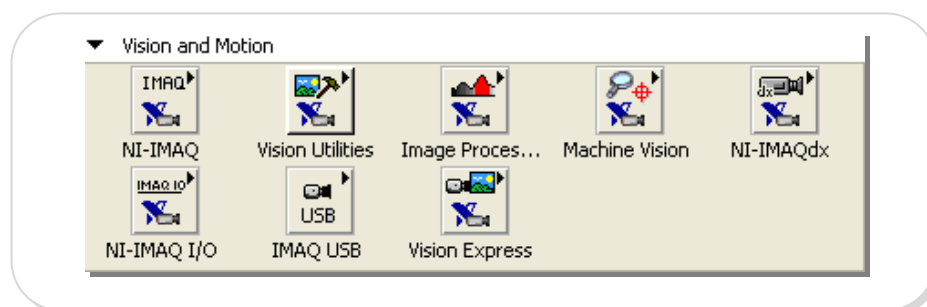 Vision and Motion
IMAQ
NI-IMAQ Vision Utilities Image Proces... Machine Vision NI-IMAQdx
IMAQ IO
USB
NI-IMAQ I/O IMAQ USB Vision Express
dx